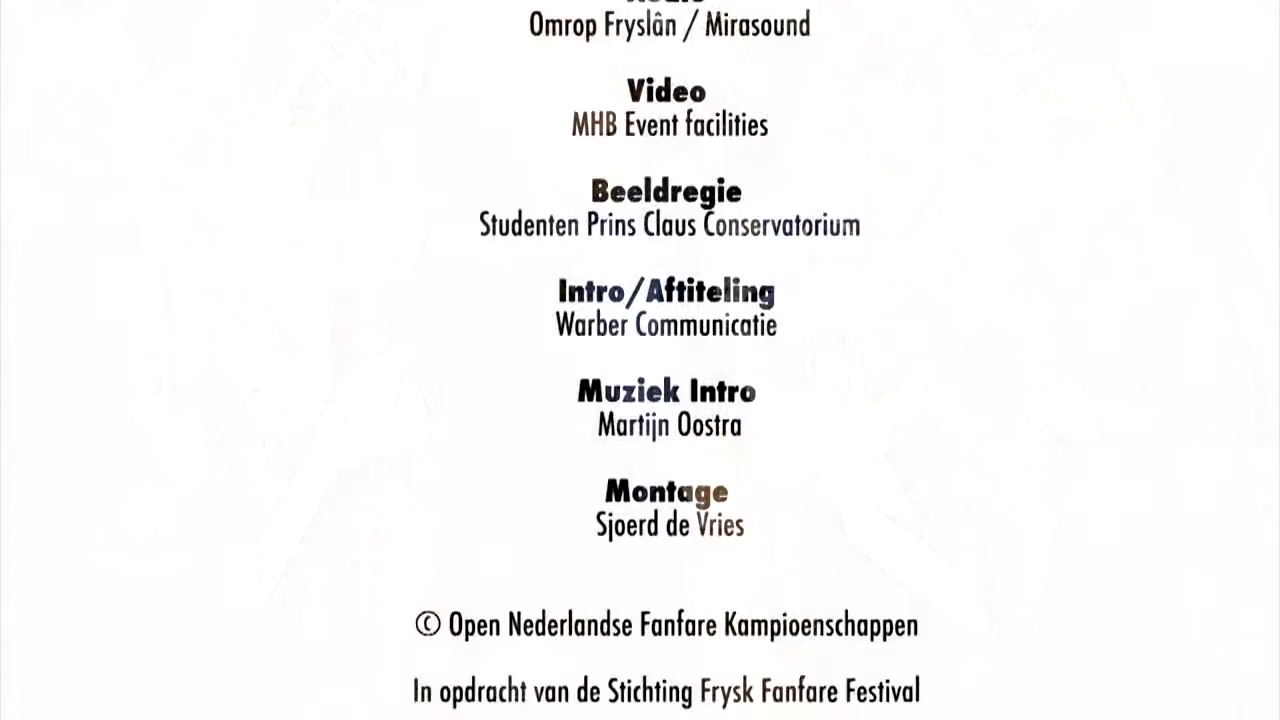 Omrop Fryslân / Mirasound
Video
MHB Event facilities
Beeldregie
Studenten Prins Claus Conservatorium
Intro/Aftiteling
Warber Communicatie
Muziek Intro
Martijn Oostra
Montage
Sjoerd de Vries
© Open Nederlandse Fanfare Kampioenschappen
In opdracht van de Stichting Frysk Fanfare Festival